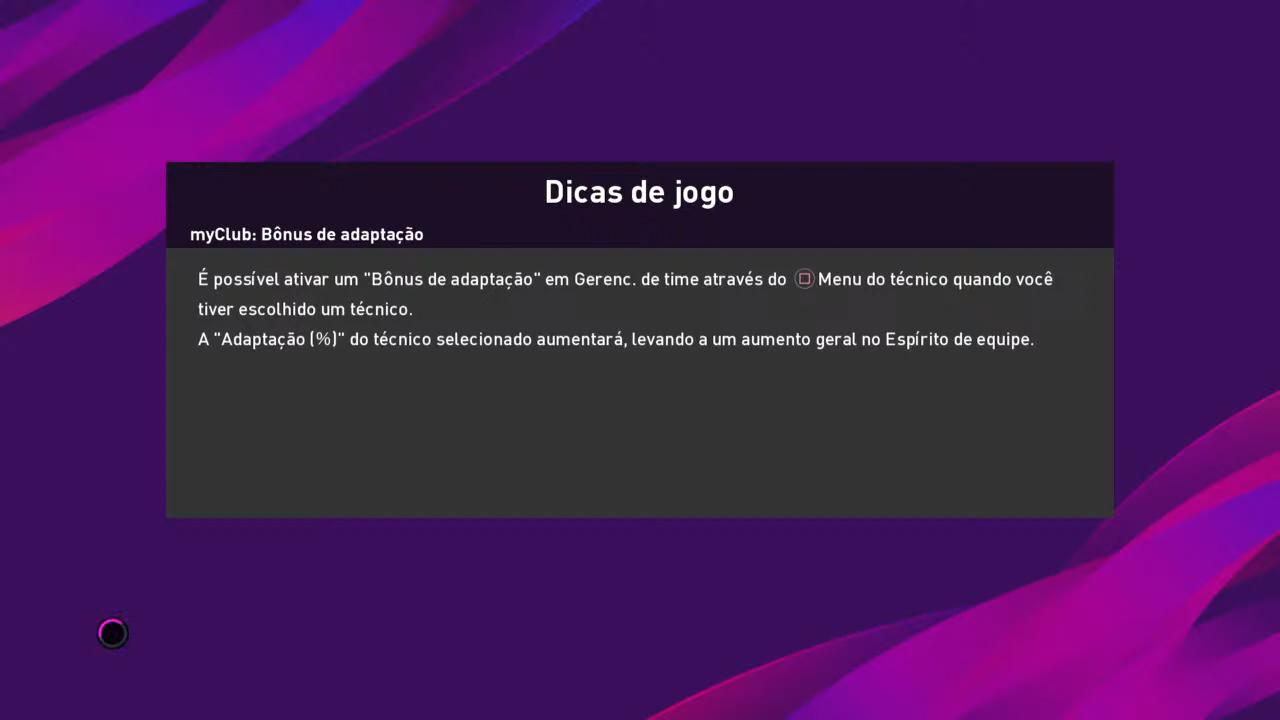 Dicas de jogo
myClub: Bônus de adaptação
É possível ativar um "Bônus de adaptação" em Gerenc. de time através do Menu do técnico quando você
tiver escolhido um técnico.
A "Adaptação (%)" do técnico selecionado aumentará, levando a um aumento geral no Espírito de equipe.